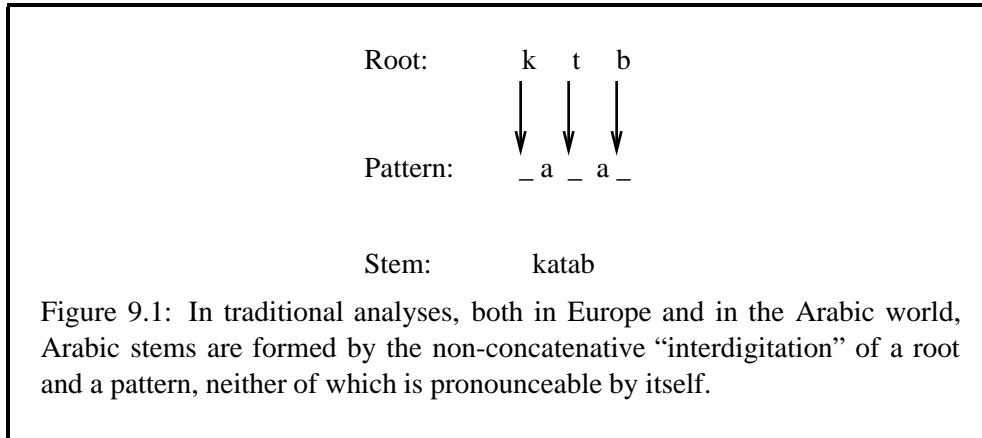 Root: k t b
Pattern: _ a _ a _
Stem: katab
Figure 9.1: In traditional analyses, both in Europe and in the Arabic world,
Arabic stems are formed by the non-concatenative “interdigitation” of a root
and a pattern, neither of which is pronounceable by itself.